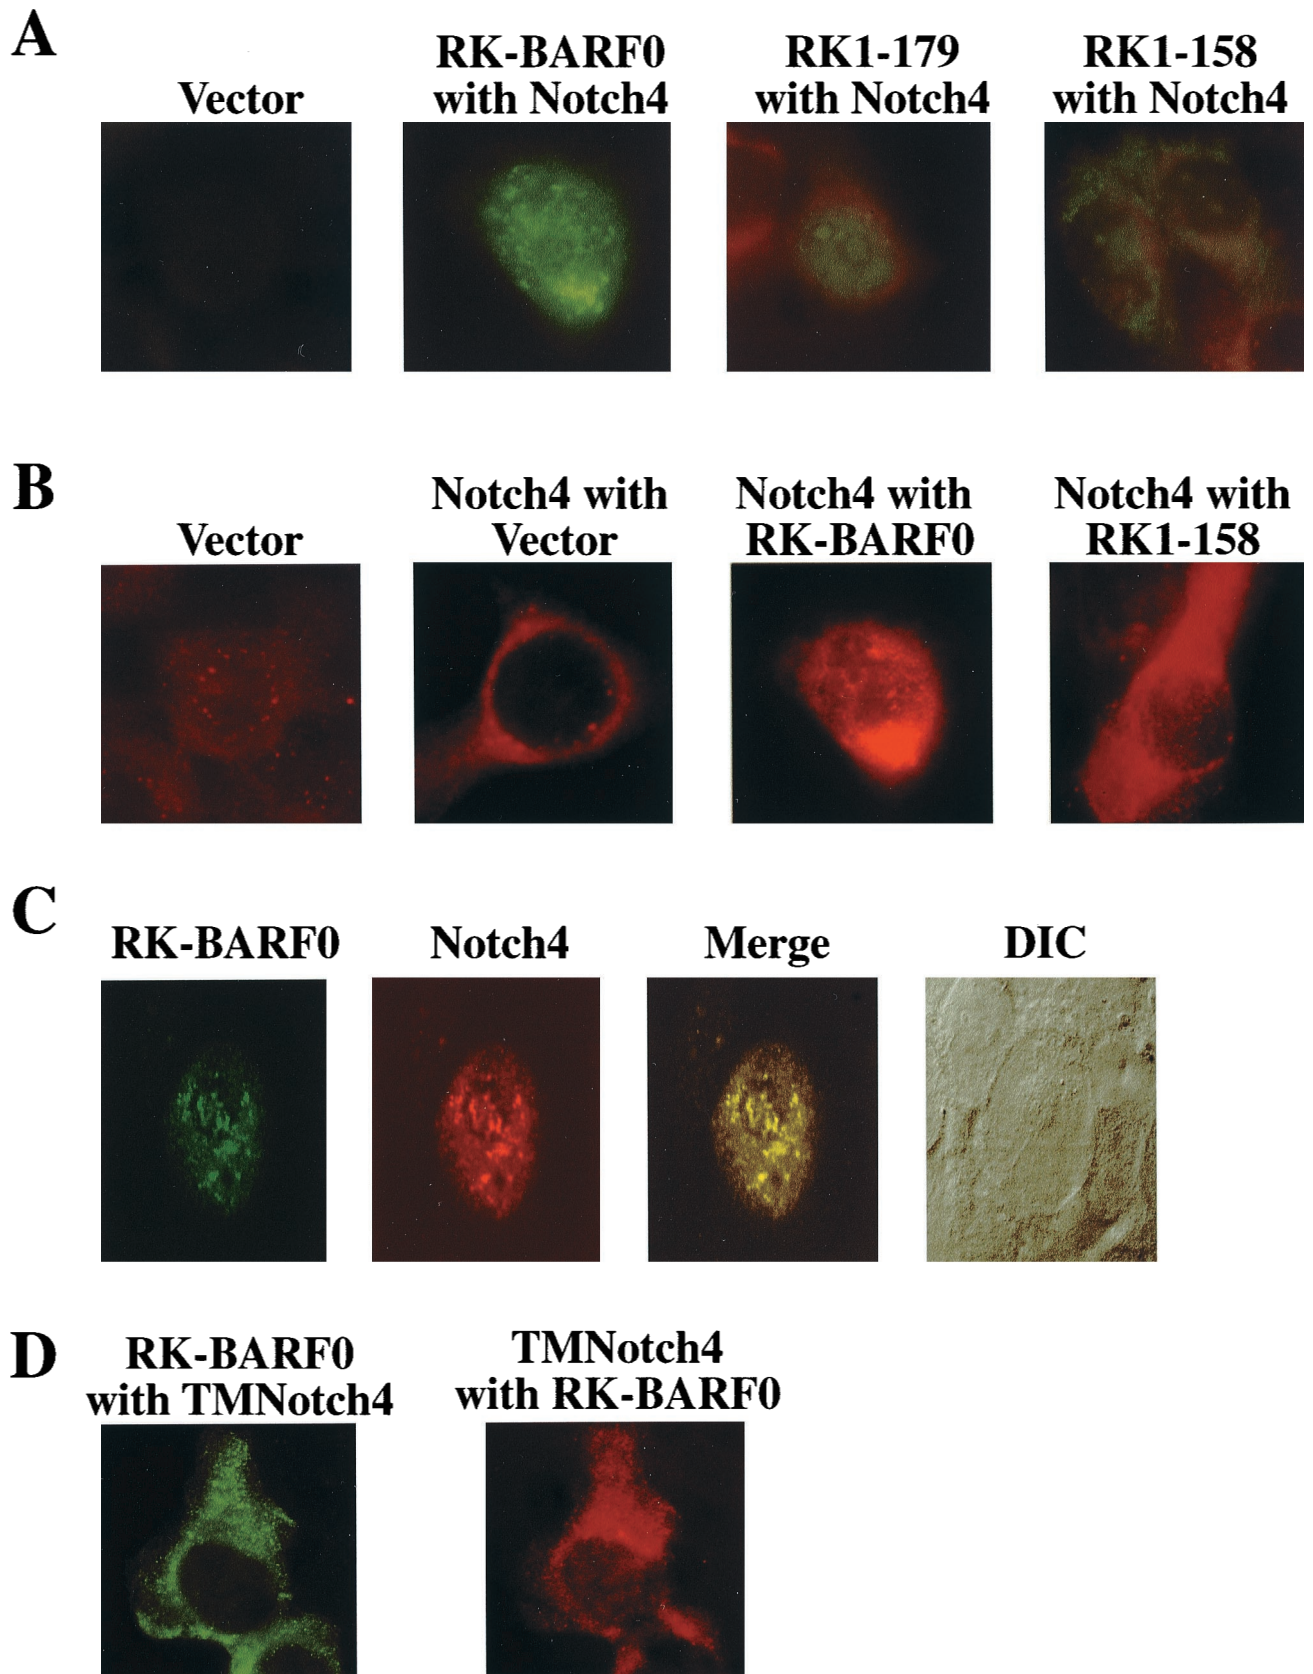 A
Vector
RK-BARF0
with Notch4
RK1-179
with Notch4
RK1-158
with Notch4
B
Vector
Notch4 with
Vector
Notch4 with
RK-BARF0
Notch4 with
RK1-158
C
RK-BARF0
Notch4
Merge
DIC
D
RK-BARF0
with TMNotch4
TMNotch4
with RK-BARF0